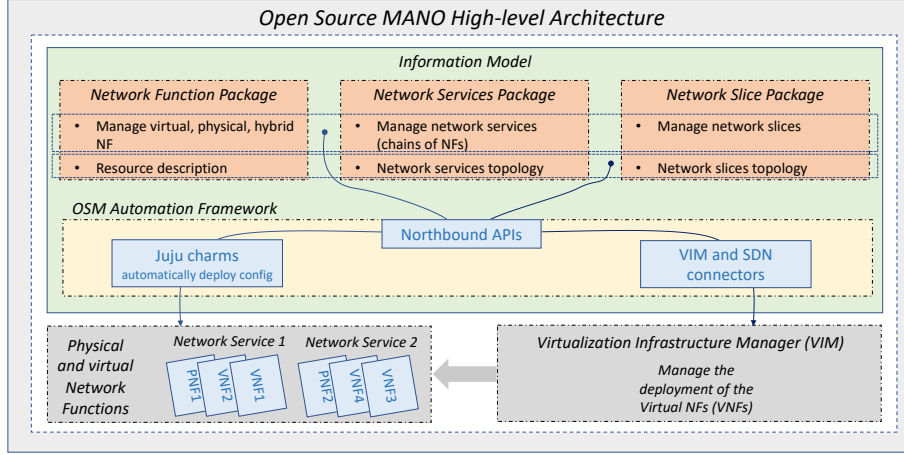 Open Source MANO High-level Architecture
Information Model
Network Function Package
• Manage virtual, physical, hybrid
NF
• Resource description
Network Services Package
• Manage network services
(chains of NFs)
• Network services topology
Network Slice Package
• Manage network slices
• Network slices topology
OSM Automation Framework
Northbound APIs
Juju charms
automatically deploy config
VIM and SDN
connectors
Physical
and virtual
Network
Functions
Network Service 1
PNF1
VNF2
VNF1
Network Service 2
PNF2
VNF4
VNF3
Virtualization Infrastructure Manager (VIM)
Manage the
deployment of the
Virtual NFs (VNFs)